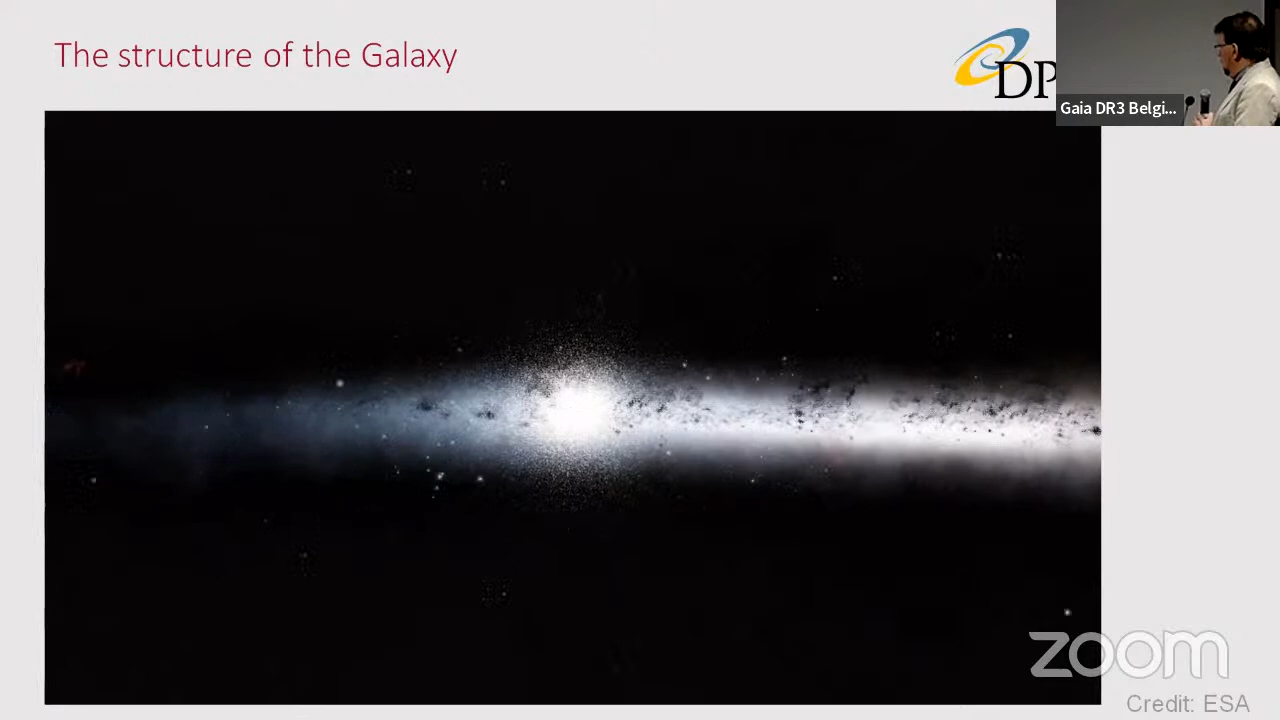 The structure of the Galaxy
DP
Gaia DR3 Belgi...
zoom
Credit: ESA